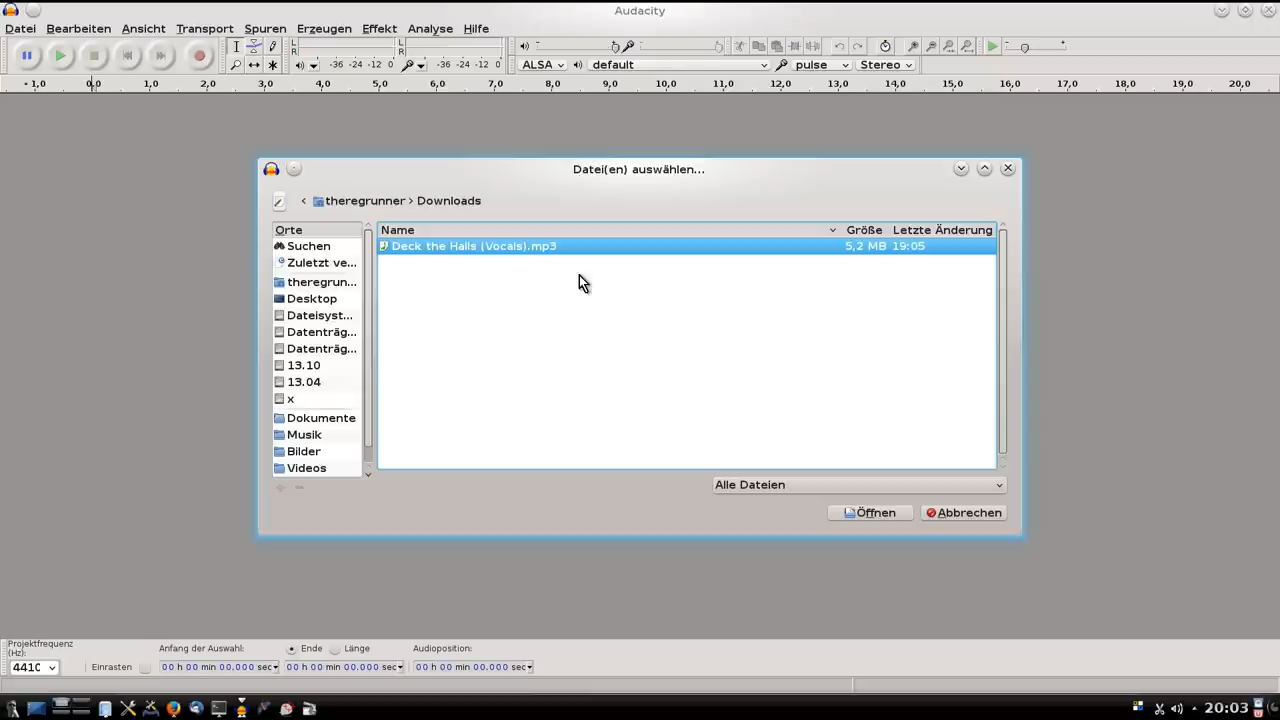 Audacity
Datei Bearbeiten Ansicht Transport Spuren Erzeugen Effekt Analyse Hilfe
L R L R
-36 -24 -12 0 -36 -24 -12 0
ALSA default pulse Stereo
-1,0 0,0 1,0 2,0 3,0 4,0 5,0 6,0 7,0 8,0 9,0 10,0 11,0 12,0 13,0 14,0 15,0 16,0 17,0 18,0 19,0 20,0
Datei(en) auswählen...
theregrunner > Downloads
Orte
Suchen
Zuletzt ve...
theregrun...
Desktop
Dateisyst...
Datenträg...
Datenträg...
13.10
13.04
x
Dokumente
Musik
Bilder
Videos
Name Größe Letzte Änderung
Deck the Halls (Vocals).mp3 5,2 MB 19:05
Alle Dateien
Öffnen Abbrechen
Projektfrequenz (Hz):
Anfang der Auswahl: Ende Länge Audioposition:
4410 Einrasten 00 h 00 min 00.000 sec 00 h 00 min 00.000 sec 00 h 00 min 00.000 sec
20:03